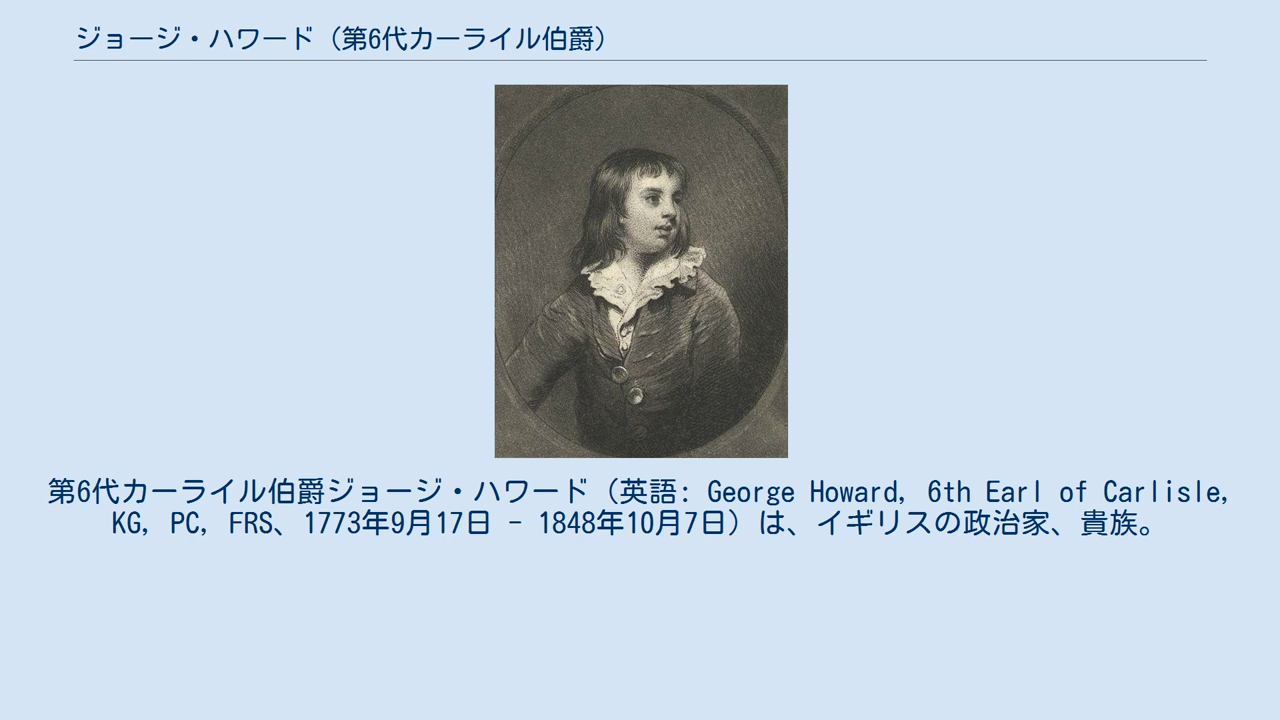 ジョージ・ハワード（第6代カーライル伯爵）
第6代カーライル伯爵ジョージ・ハワード（英語: George Howard, 6th Earl of Carlisle,
KG, PC, FRS、1773年9月17日 - 1848年10月7日）は、イギリスの政治家、貴族。